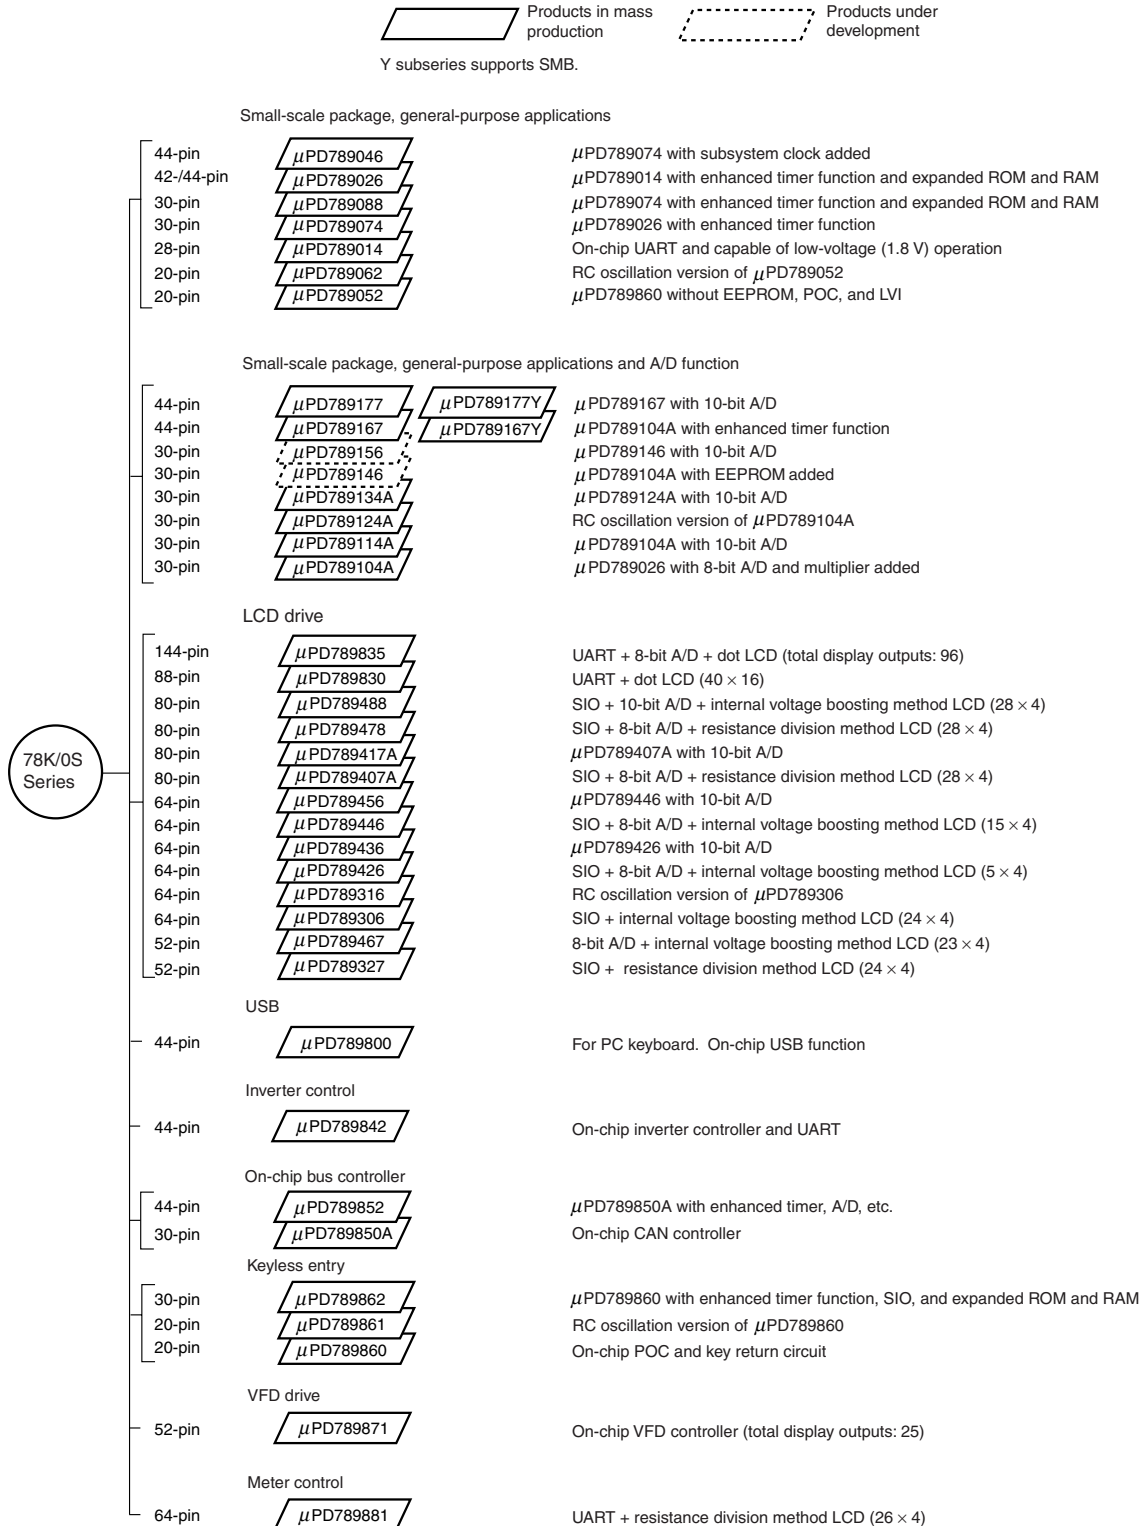 Products in mass production
Products under development
Y subseries supports SMB.
Small-scale package, general-purpose applications
44-pin μPD789046 μPD789074 with subsystem clock added
42-/44-pin μPD789026 μPD789014 with enhanced timer function and expanded ROM and RAM
30-pin μPD789088 μPD789074 with enhanced timer function and expanded ROM and RAM
30-pin μPD789074 μPD789026 with enhanced timer function
28-pin μPD789014 On-chip UART and capable of low-voltage (1.8 V) operation
20-pin μPD789062 RC oscillation version of μPD789052
20-pin μPD789052 μPD789860 without EEPROM, POC, and LVI
Small-scale package, general-purpose applications and A/D function
44-pin μPD789177 μPD789177Y μPD789167 with 10-bit A/D
44-pin μPD789167 μPD789167Y μPD789104A with enhanced timer function
30-pin μPD789156 μPD789146 with 10-bit A/D
30-pin μPD789146 μPD789104A with EEPROM added
30-pin μPD789134A μPD789124A with 10-bit A/D
30-pin μPD789124A RC oscillation version of μPD789104A
30-pin μPD789114A μPD789104A with 10-bit A/D
30-pin μPD789104A μPD789026 with 8-bit A/D and multiplier added
LCD drive
144-pin μPD789835 UART + 8-bit A/D + dot LCD (total display outputs: 96)
88-pin μPD789830 UART + dot LCD (40 × 16)
80-pin μPD789488 SIO + 10-bit A/D + internal voltage boosting method LCD (28 × 4)
80-pin μPD789478 SIO + 8-bit A/D + resistance division method LCD (28 × 4)
80-pin μPD789417A μPD789407A with 10-bit A/D
80-pin μPD789407A SIO + 8-bit A/D + resistance division method LCD (28 × 4)
64-pin μPD789456 μPD789446 with 10-bit A/D
64-pin μPD789446 SIO + 8-bit A/D + internal voltage boosting method LCD (15 × 4)
64-pin μPD789436 μPD789426 with 10-bit A/D
64-pin μPD789426 SIO + 8-bit A/D + internal voltage boosting method LCD (5 × 4)
64-pin μPD789316 RC oscillation version of μPD789306
64-pin μPD789306 SIO + internal voltage boosting method LCD (24 × 4)
52-pin μPD789467 8-bit A/D + internal voltage boosting method LCD (23 × 4)
52-pin μPD789327 SIO + resistance division method LCD (24 × 4)
78K/0S
Series
USB
44-pin μPD789800 For PC keyboard. On-chip USB function
Inverter control
44-pin μPD789842 On-chip inverter controller and UART
On-chip bus controller
44-pin μPD789852 μPD789850A with enhanced timer, A/D, etc.
30-pin μPD789850A On-chip CAN controller
Keyless entry
30-pin μPD789862 μPD789860 with enhanced timer function, SIO, and expanded ROM and RAM
20-pin μPD789861 RC oscillation version of μPD789860
20-pin μPD789860 On-chip POC and key return circuit
VFD drive
52-pin μPD789871 On-chip VFD controller (total display outputs: 25)
Meter control
64-pin μPD789881 UART + resistance division method LCD (26 × 4)